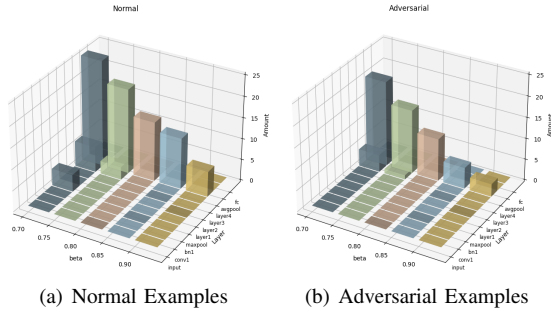 Normal
Adversarial
25
20
15
10
5
0
Amount
fc
avgpool
layer4
layer3
layer2
layer1
maxpool
bn1
conv1
input
Layer
0.70
0.75
0.80
0.85
0.90
beta
25
20
15
10
5
0
Amount
fc
avgpool
layer4
layer3
layer2
layer1
maxpool
bn1
conv1
input
Layer
0.70
0.75
0.80
0.85
0.90
beta
(a) Normal Examples
(b) Adversarial Examples